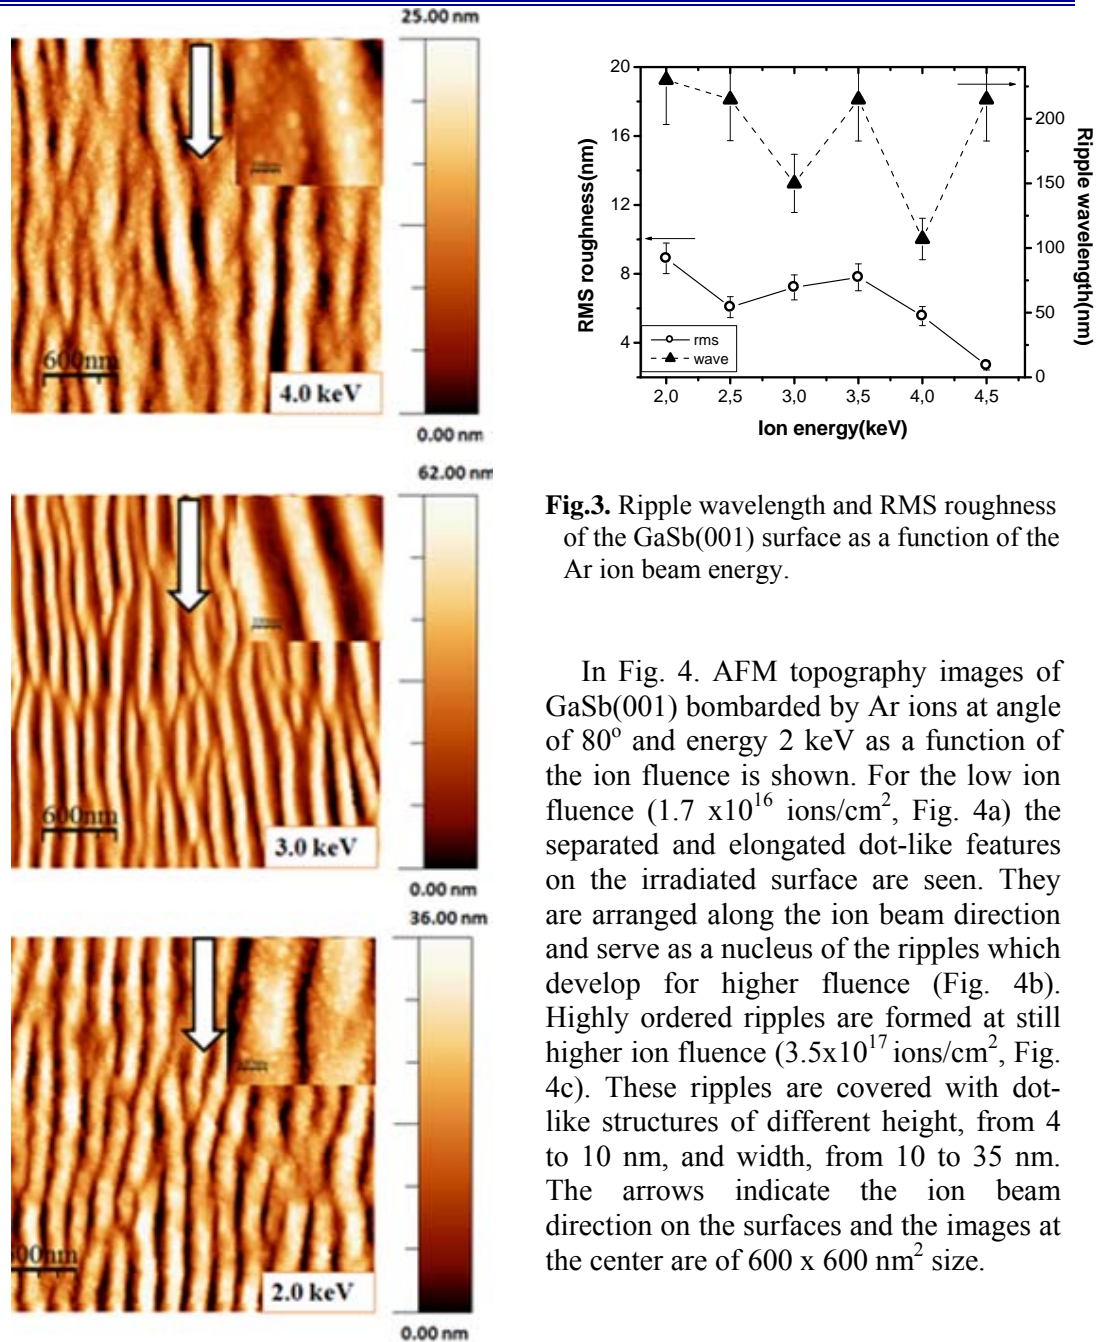 25.00 nm
600nm
4.0 keV
0.00 nm
62.00 nm
600nm
3.0 keV
0.00 nm
36.00 nm
2.0 keV
0.00 nm
20
16
12
8
4
RMS roughness(nm)
200
150
100
50
0
Ripple wavelength(nm)
rms
wave
2,0 2,5 3,0 3,5 4,0 4,5
Ion energy(keV)
Fig.3. Ripple wavelength and RMS roughness
of the GaSb(001) surface as a function of the
Ar ion beam energy.
In Fig. 4. AFM topography images of
GaSb(001) bombarded by Ar ions at angle
of 80° and energy 2 keV as a function of
the ion fluence is shown. For the low ion
fluence (1.7 x10¹⁶ ions/cm², Fig. 4a) the
separated and elongated dot-like features
on the irradiated surface are seen. They
are arranged along the ion beam direction
and serve as a nucleus of the ripples which
develop for higher fluence (Fig. 4b).
Highly ordered ripples are formed at still
higher ion fluence (3.5x10¹⁷ ions/cm², Fig.
4c). These ripples are covered with dot-
like structures of different height, from 4
to 10 nm, and width, from 10 to 35 nm.
The arrows indicate the ion beam
direction on the surfaces and the images at
the center are of 600 x 600 nm² size.